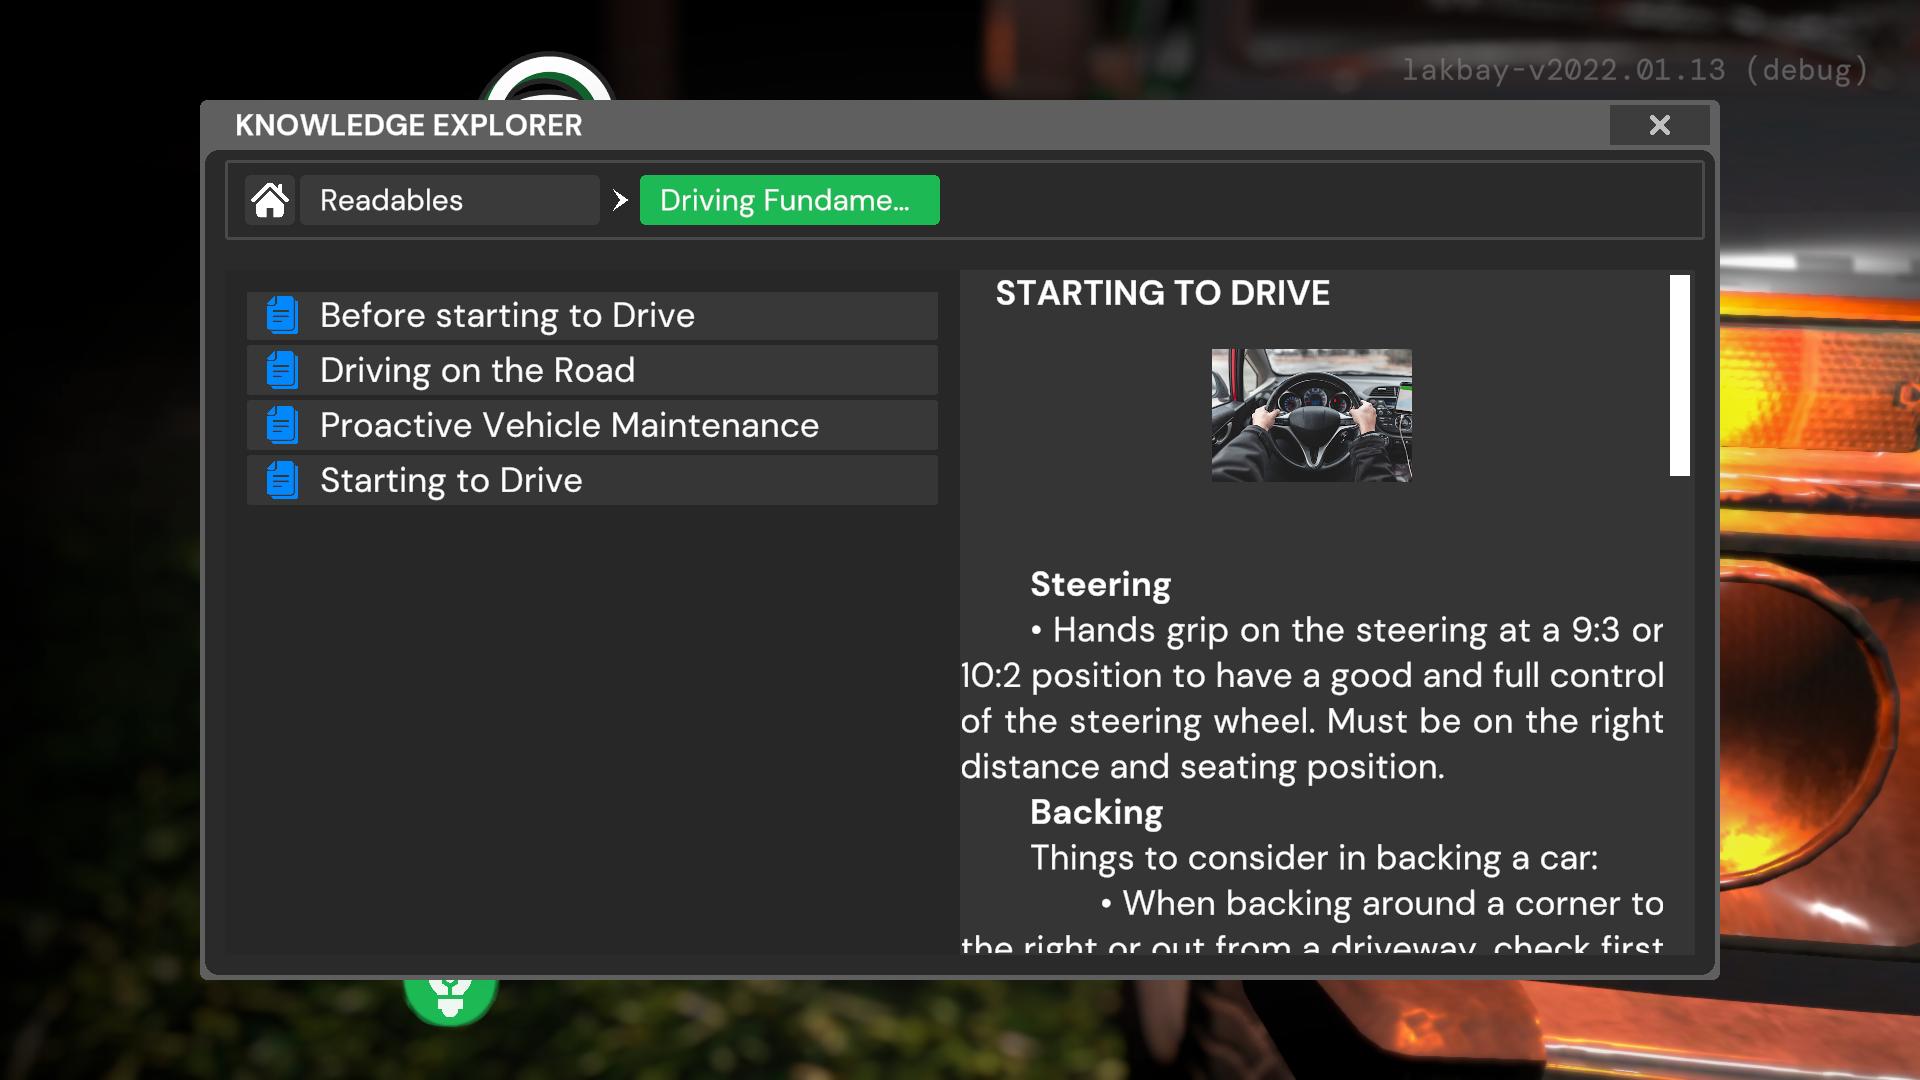 lakbay-v2022.01.13 (debug)
KNOWLEDGE EXPLORER
Readables
Driving Fundame...
Before starting to Drive
Driving on the Road
Proactive Vehicle Maintenance
Starting to Drive
STARTING TO DRIVE
Steering
• Hands grip on the steering at a 9:3 or
10:2 position to have a good and full control
of the steering wheel. Must be on the right
distance and seating position.
Backing
Things to consider in backing a car:
• When backing around a corner to
the right or out from a driveway, check first